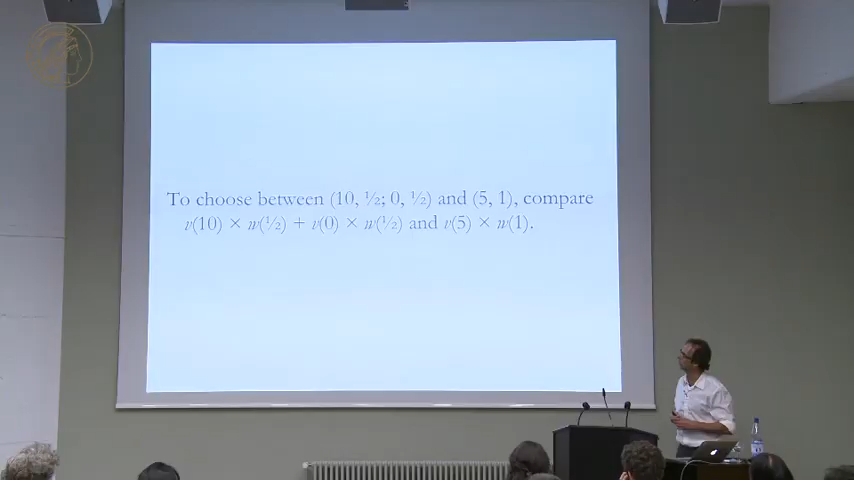 To choose between (10, ½; 0, ½) and (5, 1), compare
v(10) × w(½) + v(0) × w(½) and v(5) × w(1).